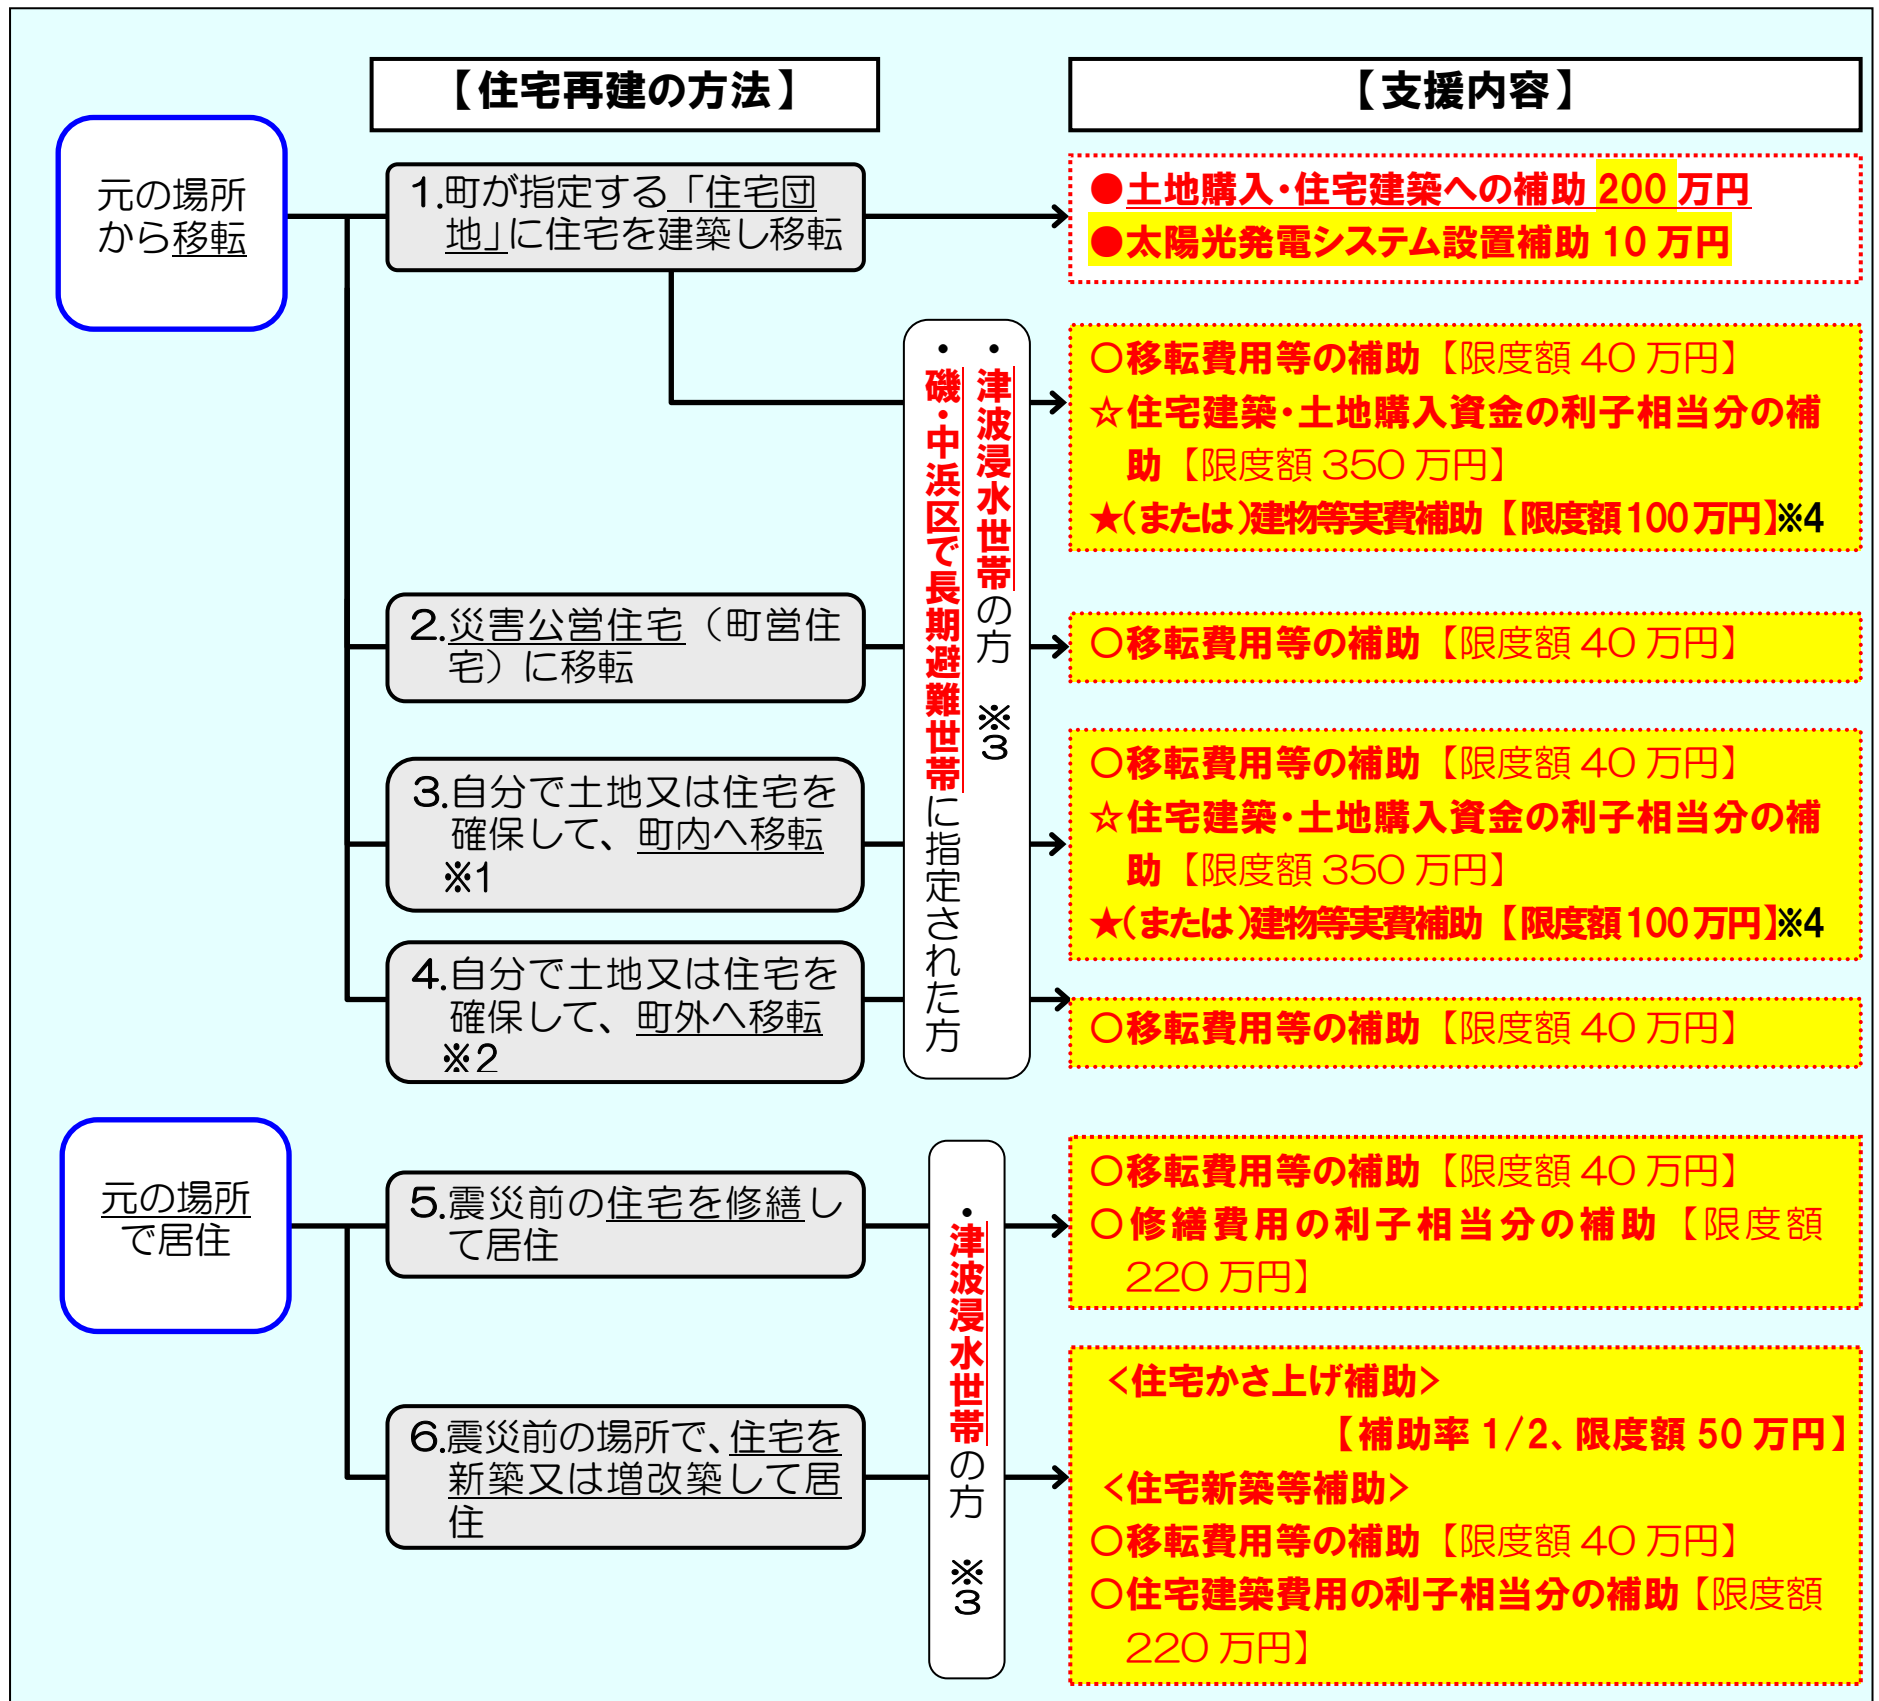 【住宅再建の方法】
【支援内容】
元の場所
から移転
1.町が指定する「住宅団
地」に住宅を建築し移転
●土地購入・住宅建築への補助 200 万円
●太陽光発電システム設置補助 10 万円
・津波浸水世帯の方　※3
・磯・中浜区で長期避難世帯に指定された方
○移転費用等の補助【限度額 40 万円】
☆住宅建築・土地購入資金の利子相当分の補
助【限度額 350 万円】
★(または)建物等実費補助【限度額100万円】※4
2.災害公営住宅（町営住
宅）に移転
○移転費用等の補助【限度額 40 万円】
3.自分で土地又は住宅を
確保して、町内へ移転
※1
○移転費用等の補助【限度額 40 万円】
☆住宅建築・土地購入資金の利子相当分の補
助【限度額 350 万円】
★(または)建物等実費補助【限度額100万円】※4
4.自分で土地又は住宅を
確保して、町外へ移転
※2
○移転費用等の補助【限度額 40 万円】
元の場所
で居住
5.震災前の住宅を修繕し
て居住
・津波浸水世帯の方　※3
○移転費用等の補助【限度額 40 万円】
○修繕費用の利子相当分の補助【限度額
220 万円】
6.震災前の場所で、住宅を
新築又は増改築して居
住
<住宅かさ上げ補助>
【補助率 1/2、限度額 50 万円】
<住宅新築等補助>
○移転費用等の補助【限度額 40 万円】
○住宅建築費用の利子相当分の補助【限度額
220 万円】